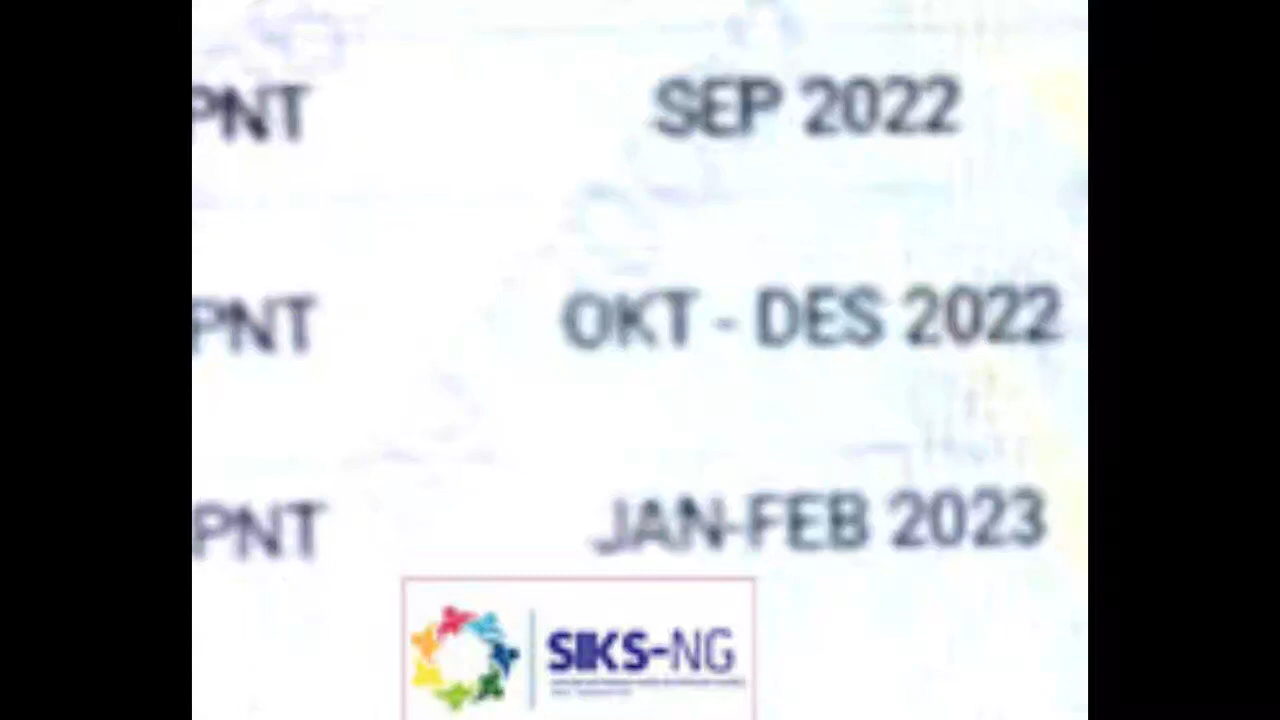 PNT SEP 2022
PNT OKT - DES 2022
PNT JAN-FEB 2023
SIKS-NG